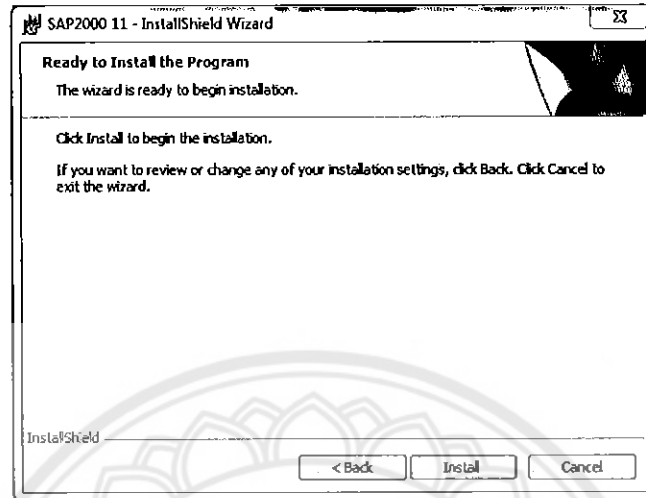 SAP2000 11 - InstallShield Wizard
Ready to Install the Program
The wizard is ready to begin installation.
Click Install to begin the installation.
If you want to review or change any of your installation settings, click Back. Click Cancel to
exit the wizard.
InstallShield
< Back Install Cancel